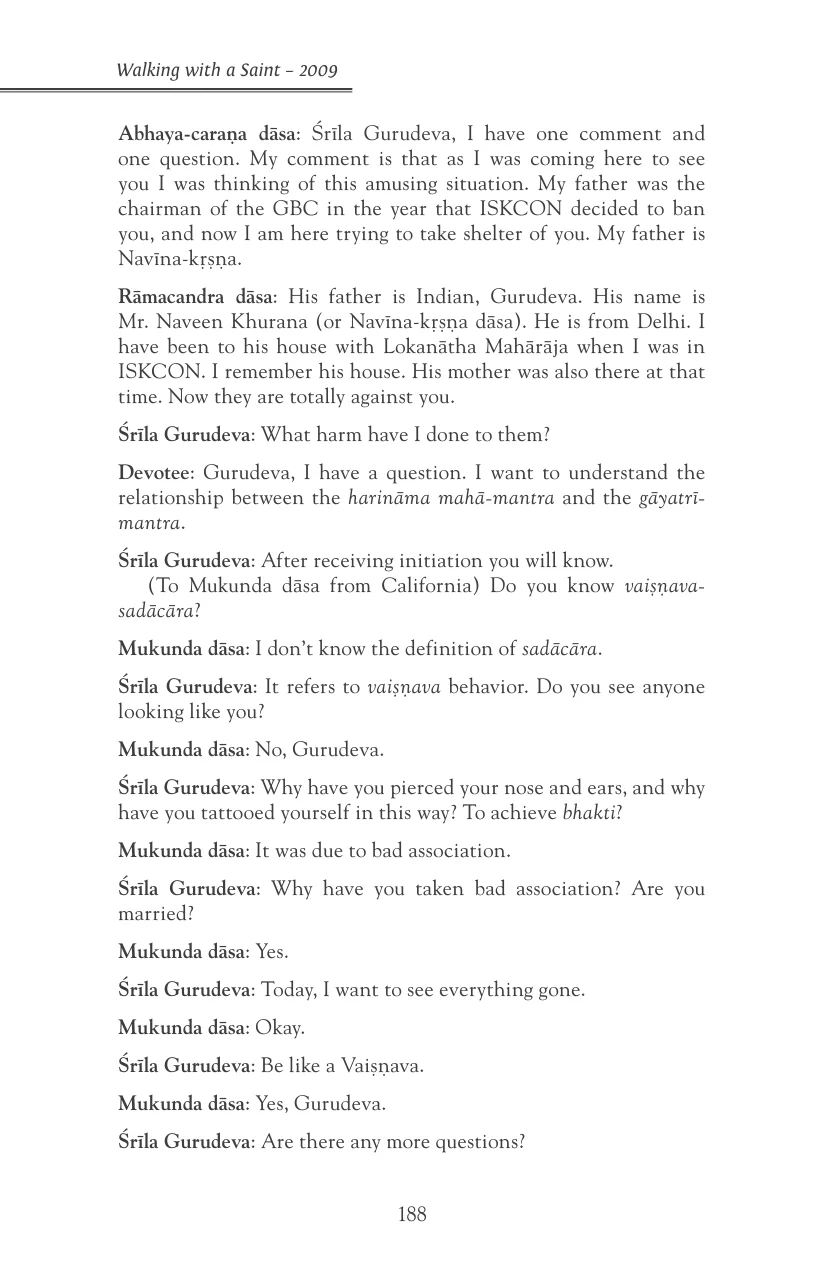 Walking with a Saint – 2009
Abhaya-caraṇa dāsa: Śrīla Gurudeva, I have one comment and
one question. My comment is that as I was coming here to see
you I was thinking of this amusing situation. My father was the
chairman of the GBC in the year that ISKCON decided to ban
you, and now I am here trying to take shelter of you. My father is
Navīna-kṛṣṇa.
Rāmacandra dāsa: His father is Indian, Gurudeva. His name is
Mr. Naveen Khurana (or Navīna-kṛṣṇa dāsa). He is from Delhi. I
have been to his house with Lokanātha Mahārāja when I was in
ISKCON. I remember his house. His mother was also there at that
time. Now they are totally against you.
Śrīla Gurudeva: What harm have I done to them?
Devotee: Gurudeva, I have a question. I want to understand the
relationship between the harināma mahā-mantra and the gāyatrī-
mantra.
Śrīla Gurudeva: After receiving initiation you will know.
(To Mukunda dāsa from California) Do you know vaiṣṇava-
sadācāra?
Mukunda dāsa: I don’t know the definition of sadācāra.
Śrīla Gurudeva: It refers to vaiṣṇava behavior. Do you see anyone
looking like you?
Mukunda dāsa: No, Gurudeva.
Śrīla Gurudeva: Why have you pierced your nose and ears, and why
have you tattooed yourself in this way? To achieve bhakti?
Mukunda dāsa: It was due to bad association.
Śrīla Gurudeva: Why have you taken bad association? Are you
married?
Mukunda dāsa: Yes.
Śrīla Gurudeva: Today, I want to see everything gone.
Mukunda dāsa: Okay.
Śrīla Gurudeva: Be like a Vaiṣṇava.
Mukunda dāsa: Yes, Gurudeva.
Śrīla Gurudeva: Are there any more questions?
188